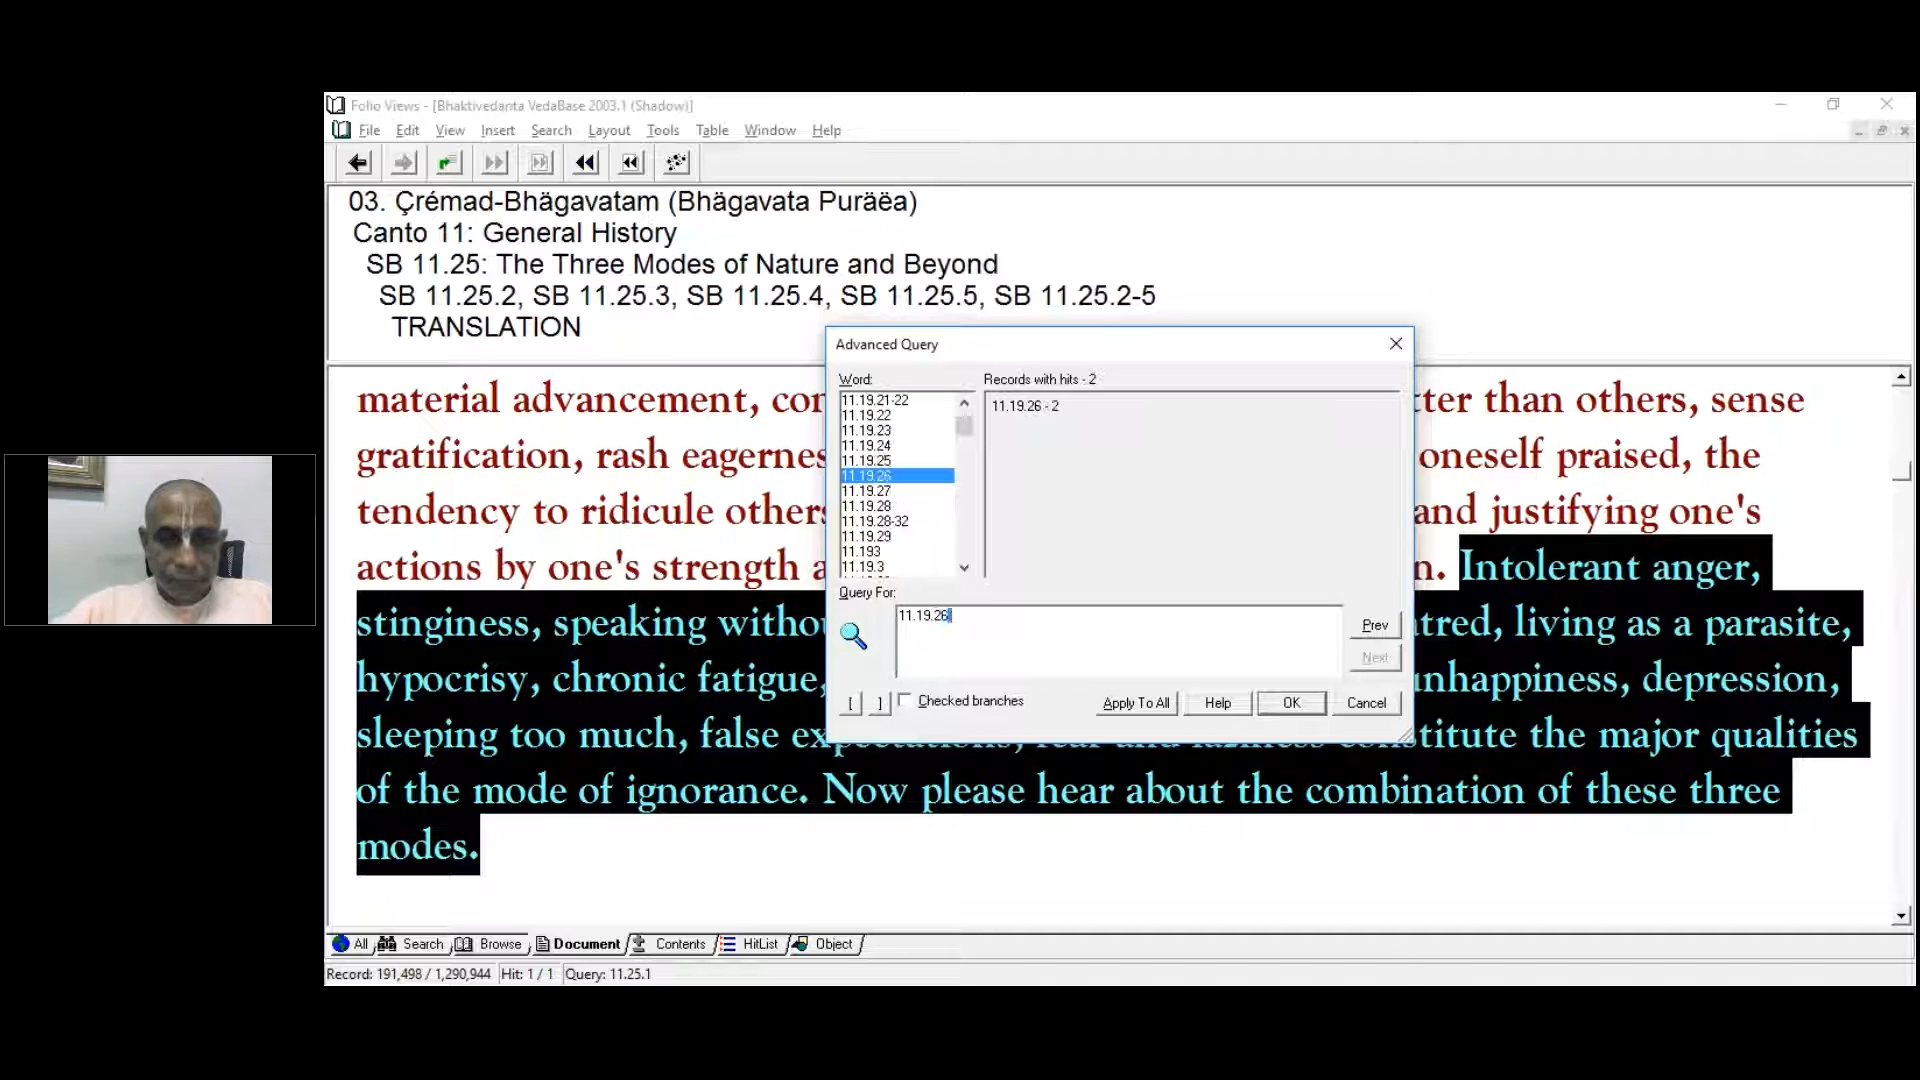 Folio Views - [Bhaktivedanta VedaBase 2003.1 (Shadow)]
File Edit View Insert Search Layout Tools Table Window Help
03. Çrémad-Bhägavatam (Bhägavata Puräëa)
Canto 11: General History
SB 11.25: The Three Modes of Nature and Beyond
SB 11.25.2, SB 11.25.3, SB 11.25.4, SB 11.25.5, SB 11.25.2-5
TRANSLATION
material advancement, tter than others, sense
gratification, rash oneself praised, the
tendency to ridicule and justifying one's
actions by one's strength n. Intolerant anger,
stinginess, speaking tred, living as a parasite,
hypocrisy, chronic fatigue, unhappiness, depression,
sleeping too much, false titute the major qualities
of the mode of ignorance. Now please hear about the combination of these three
modes.
Advanced Query
Word:
11.19.21-22
11.19.22
11.19.23
11.19.24
11.19.25
11.19.26
11.19.27
11.19.28
11.19.28-32
11.19.29
11.193
11.19.3
Records with hits - 2
11.19.26 - 2
Query For:
11.19.26
Prev
Next
[ ] Checked branches
Apply To All Help OK Cancel
All Search Browse Document Contents HitList Object
Record: 191,498 / 1,290,944 Hit: 1 / 1 Query: 11.25.1